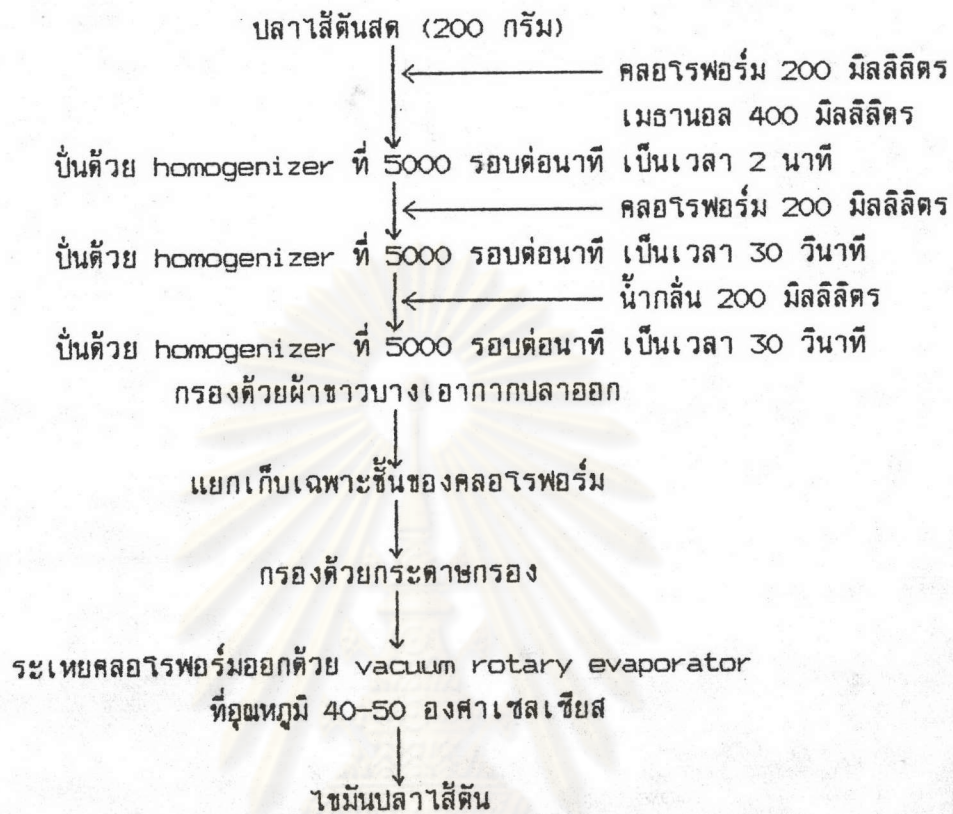 ปลาไส้ตันสด (200 กรัม)
คลอโรฟอร์ม 200 มิลลิลิตร
เมธานอล 400 มิลลิลิตร
ปั่นด้วย homogenizer ที่ 5000 รอบต่อนาที เป็นเวลา 2 นาที
คลอโรฟอร์ม 200 มิลลิลิตร
ปั่นด้วย homogenizer ที่ 5000 รอบต่อนาที เป็นเวลา 30 วินาที
น้ำกลั่น 200 มิลลิลิตร
ปั่นด้วย homogenizer ที่ 5000 รอบต่อนาที เป็นเวลา 30 วินาที
กรองด้วยผ้าขาวบางเอากากปลาออก
แยกเก็บเฉพาะชั้นของคลอโรฟอร์ม
กรองด้วยกระดาษกรอง
ระเหยคลอโรฟอร์มออกด้วย vacuum rotary evaporator
ที่อุณหภูมิ 40-50 องศาเซลเซียส
ไขมันปลาไส้ตัน